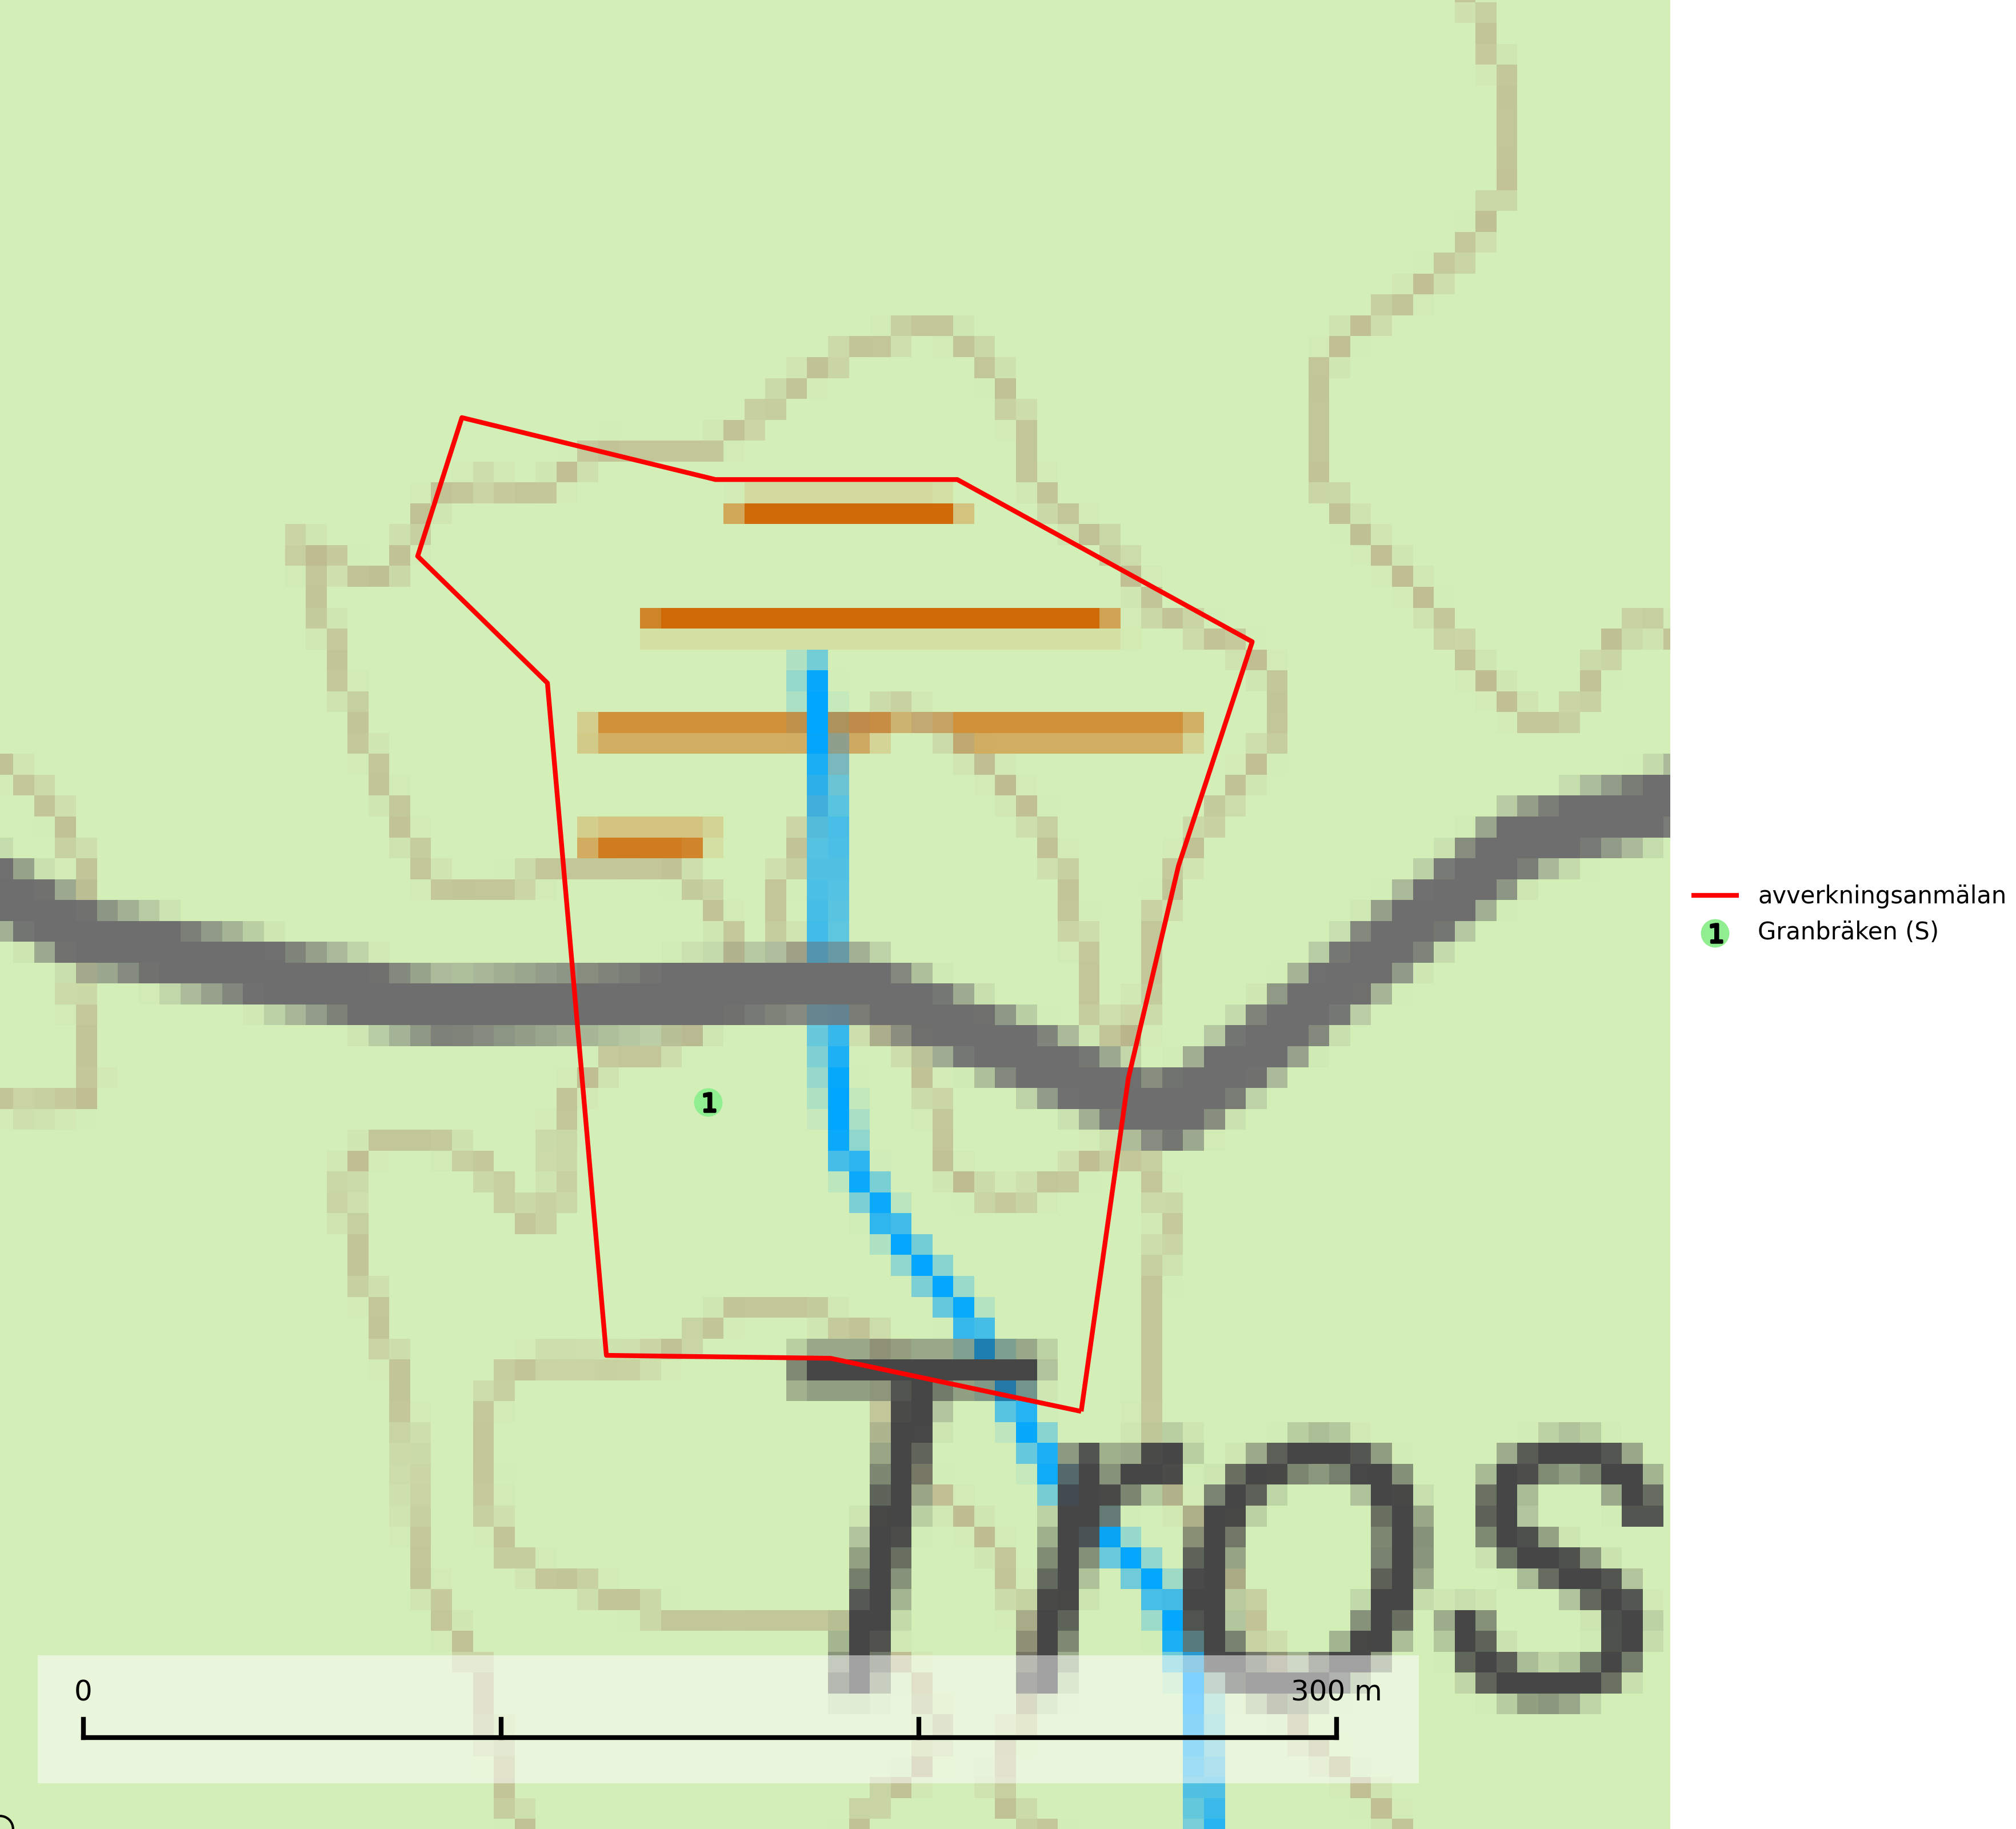 avverkningsanmälan
1 Granbräken (S)
1
Tros
0 300 m